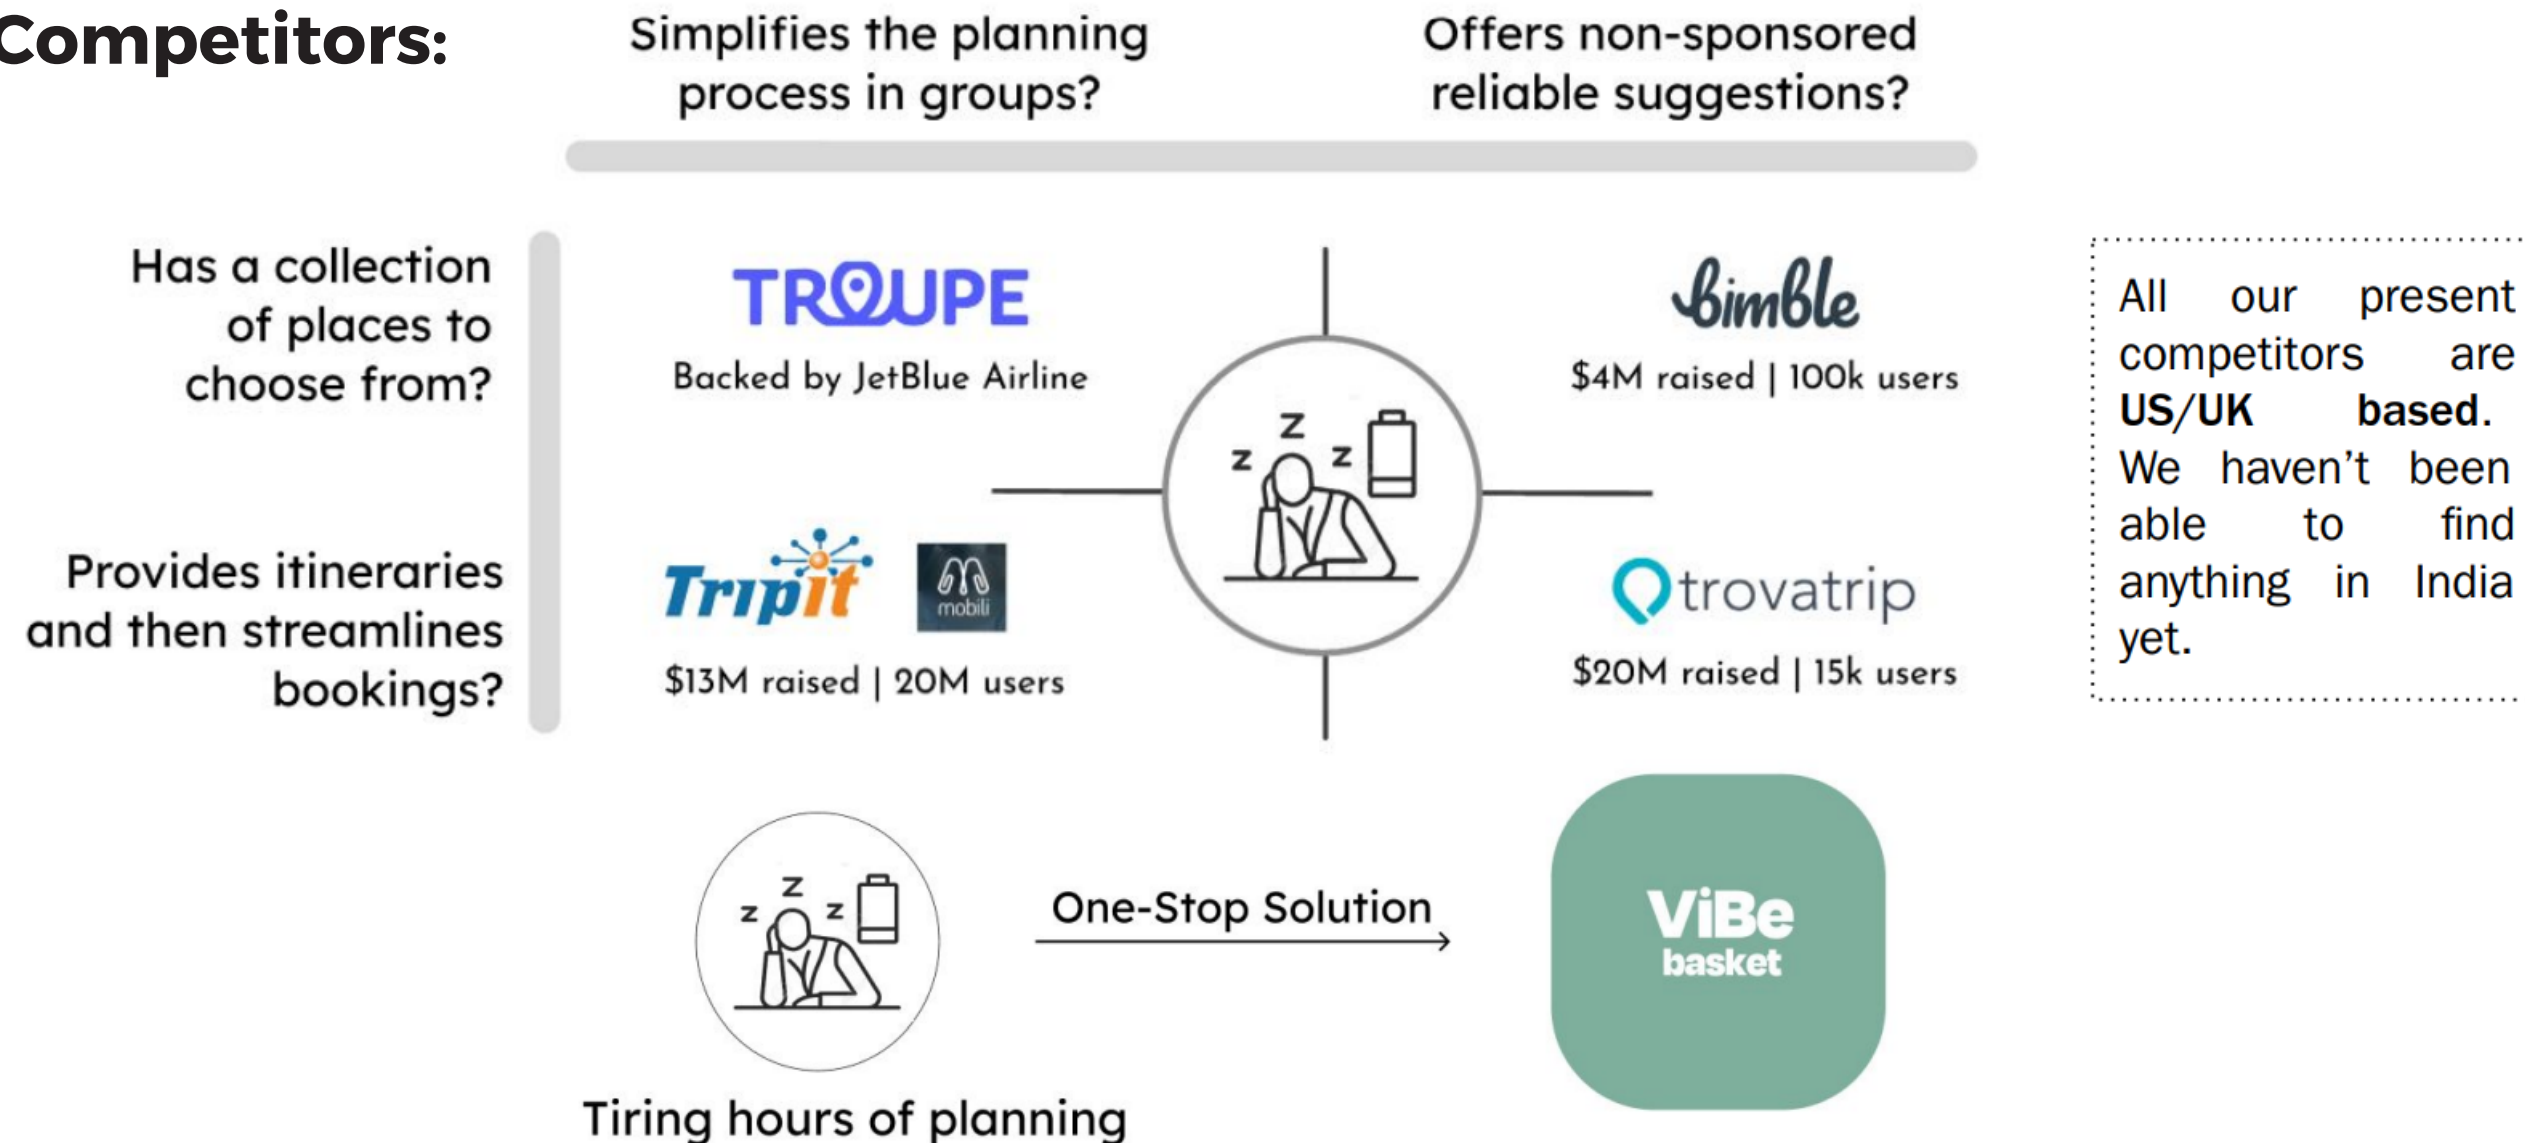 Competitors:
Simplifies the planning
process in groups?
Offers non-sponsored
reliable suggestions?
Has a collection
of places to
choose from?
TROUPE
Backed by JetBlue Airline
bimble
$4M raised | 100k users
Z
z
z
Provides itineraries
and then streamlines
bookings?
Tripit
mobili
$13M raised | 20M users
trovatrip
$20M raised | 15k users
All our present
competitors are
US/UK based.
We haven't been
able to find
anything in India
yet.
Z
z
z
Tiring hours of planning
One-Stop Solution
ViBe
basket